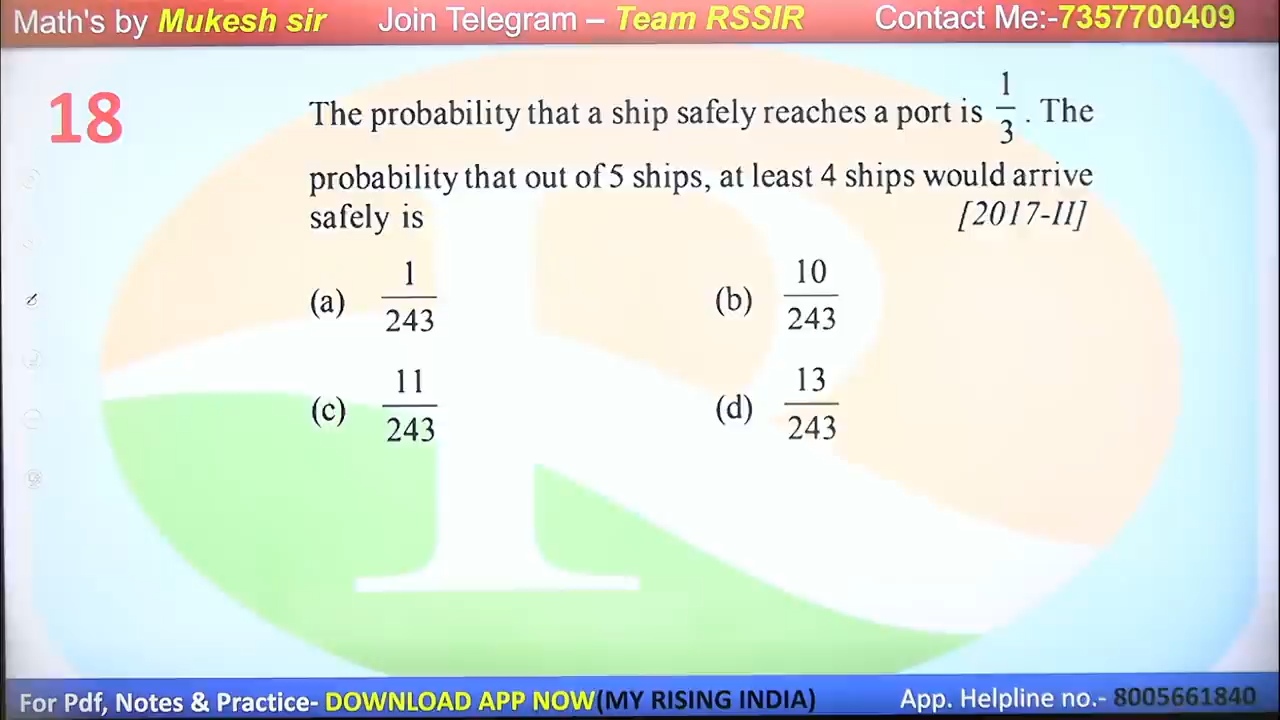 Math's by Mukesh sir Join Telegram – Team RSSIR Contact Me:-7357700409
18
The probability that a ship safely reaches a port is 1/3 . The
probability that out of 5 ships, at least 4 ships would arrive
safely is [2017-II]
(a) 1/243 (b) 10/243
(c) 11/243 (d) 13/243
For Pdf, Notes & Practice- DOWNLOAD APP NOW(MY RISING INDIA) App. Helpline no.- 8005661840